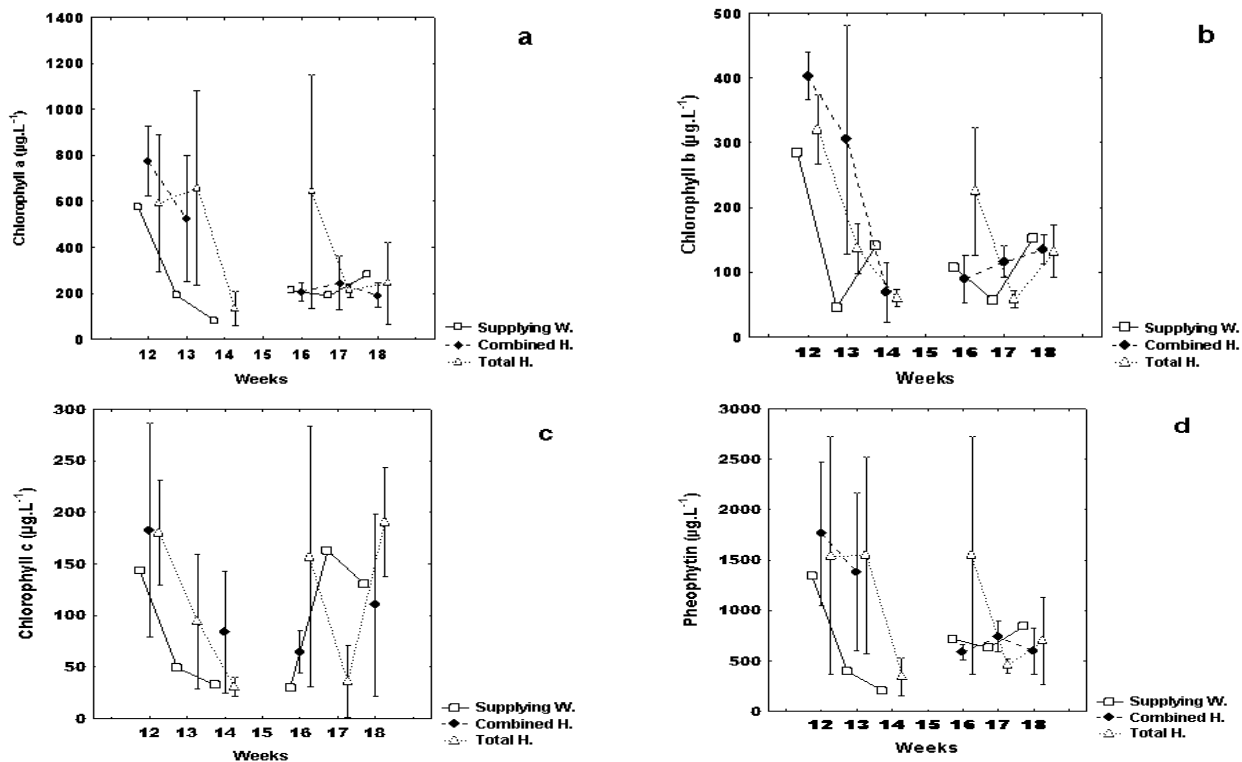 a
Chlorophyll a (µg.L-1)
1400
1200
1000
800
600
400
200
0
12 13 14 15 16 17 18
Weeks
Supplying W.
Combined H.
Total H.
b
Chlorophyll b (µg.L-1)
500
400
300
200
100
0
12 13 14 15 16 17 18
Weeks
Supplying W.
Combined H.
Total H.
c
Chlorophyll c (µg.L-1)
300
250
200
150
100
50
0
12 13 14 15 16 17 18
Weeks
Supplying W.
Combined H.
Total H.
d
Pheophytin (µg.L-1)
3000
2500
2000
1500
1000
500
0
12 13 14 15 16 17 18
Weeks
Supplying W.
Combined H.
Total H.